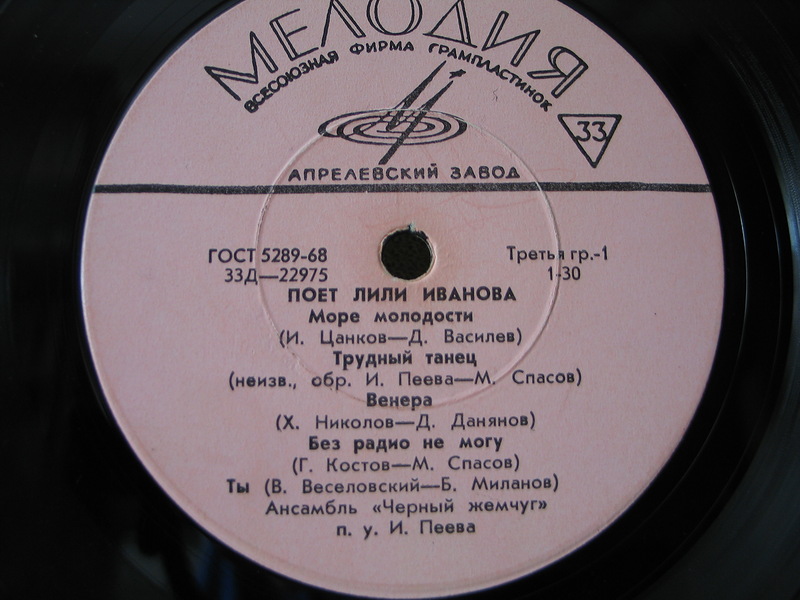 МЕЛОДИЯ
ВСЕСОЮЗНАЯ ФИРМА ГРАМПЛАСТИНОК
33
АПРЕЛЕВСКИЙ ЗАВОД
ГОСТ 5289-68 Третья гр.-1
33Д—22975 1-30
ПОЕТ ЛИЛИ ИВАНОВА
Море молодости
(И. Цанков—Д. Василев)
Трудный танец
(неизв., обр. И. Пеева—М. Спасов)
Венера
(Х. Николов—Д. Данянов)
Без радио не могу
(Г. Костов—М. Спасов)
Ты (В. Веселовский—Б. Миланов)
Ансамбль «Черный жемчуг»
п. у. И. Пеева